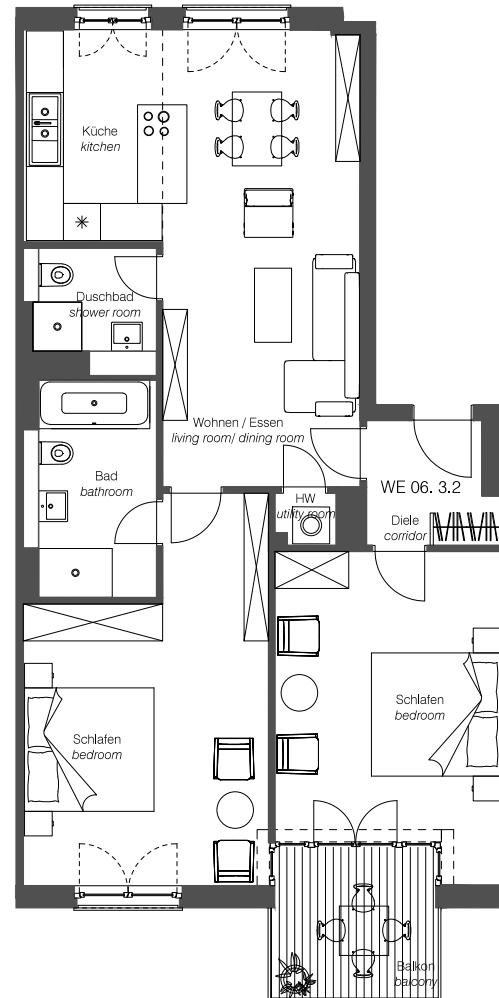 Küche
kitchen
Duschbad
shower room
Wohnen / Essen
living room/ dining room
Bad
bathroom
WE 06. 3.2
HW
utility room
Diele
corridor
Schlafen
bedroom
Schlafen
bedroom
Balkon
balcony